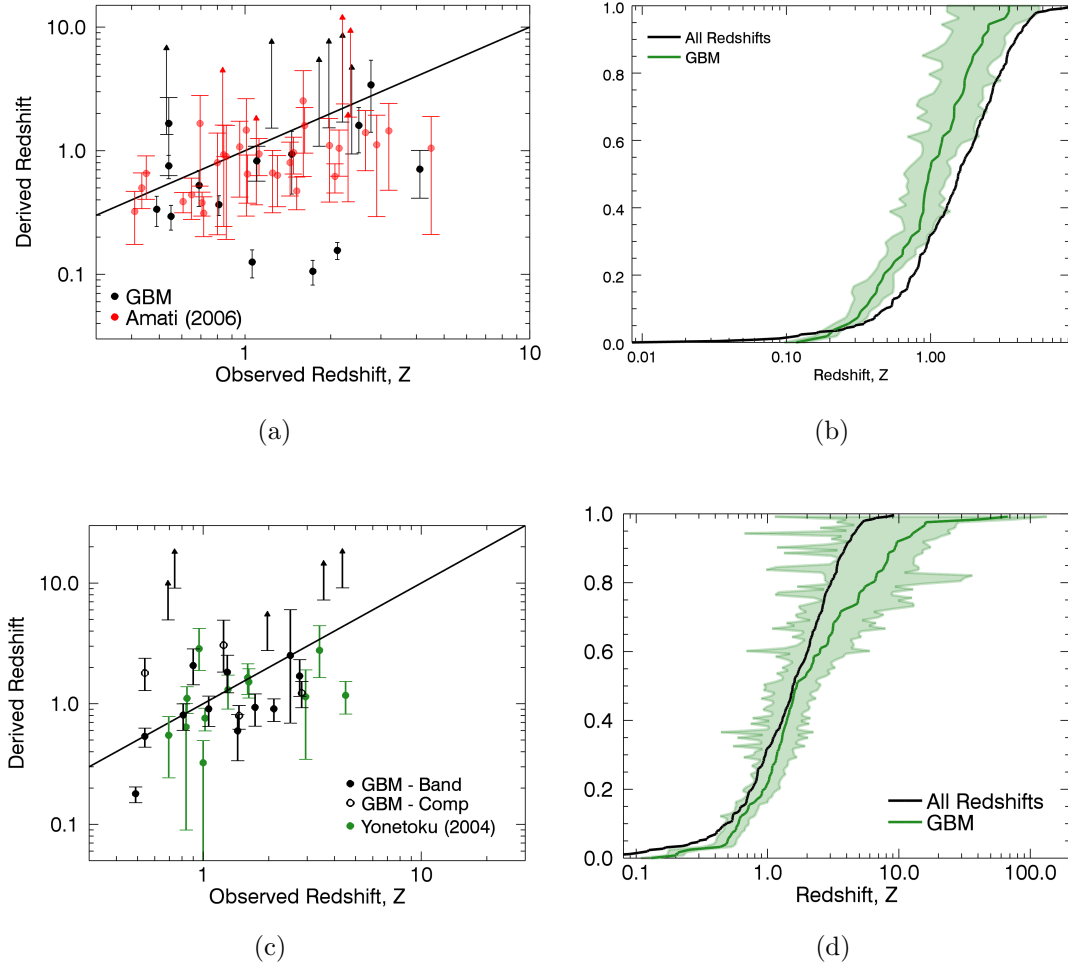 10.0
1.0
0.1
Derived Redshift
GBM
Amati (2006)
1
10
Observed Redshift, Z
(a)
1.0
0.8
0.6
0.4
0.2
0.0
All Redshifts
GBM
0.01
0.10
1.00
Redshift, Z
(b)
10.0
1.0
0.1
Derived Redshift
GBM - Band
GBM - Comp
Yonetoku (2004)
1
10
Observed Redshift, Z
(c)
1.0
0.8
0.6
0.4
0.2
0.0
All Redshifts
GBM
0.1
1.0
10.0
100.0
Redshift, Z
(d)